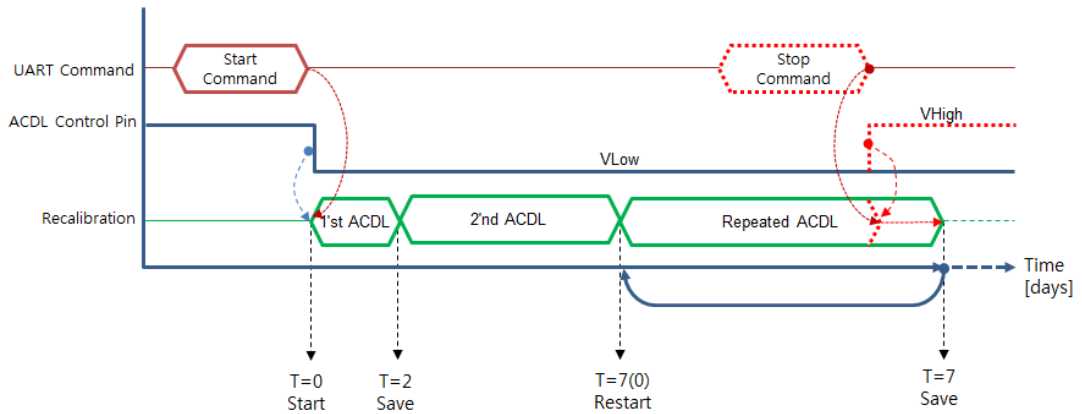 UART Command
Start
Command
Stop
Command
ACDL Control Pin
VHigh
VLow
Recalibration
1'st ACDL
2'nd ACDL
Repeated ACDL
Time
[days]
T=0
Start
T=2
Save
T=7(0)
Restart
T=7
Save